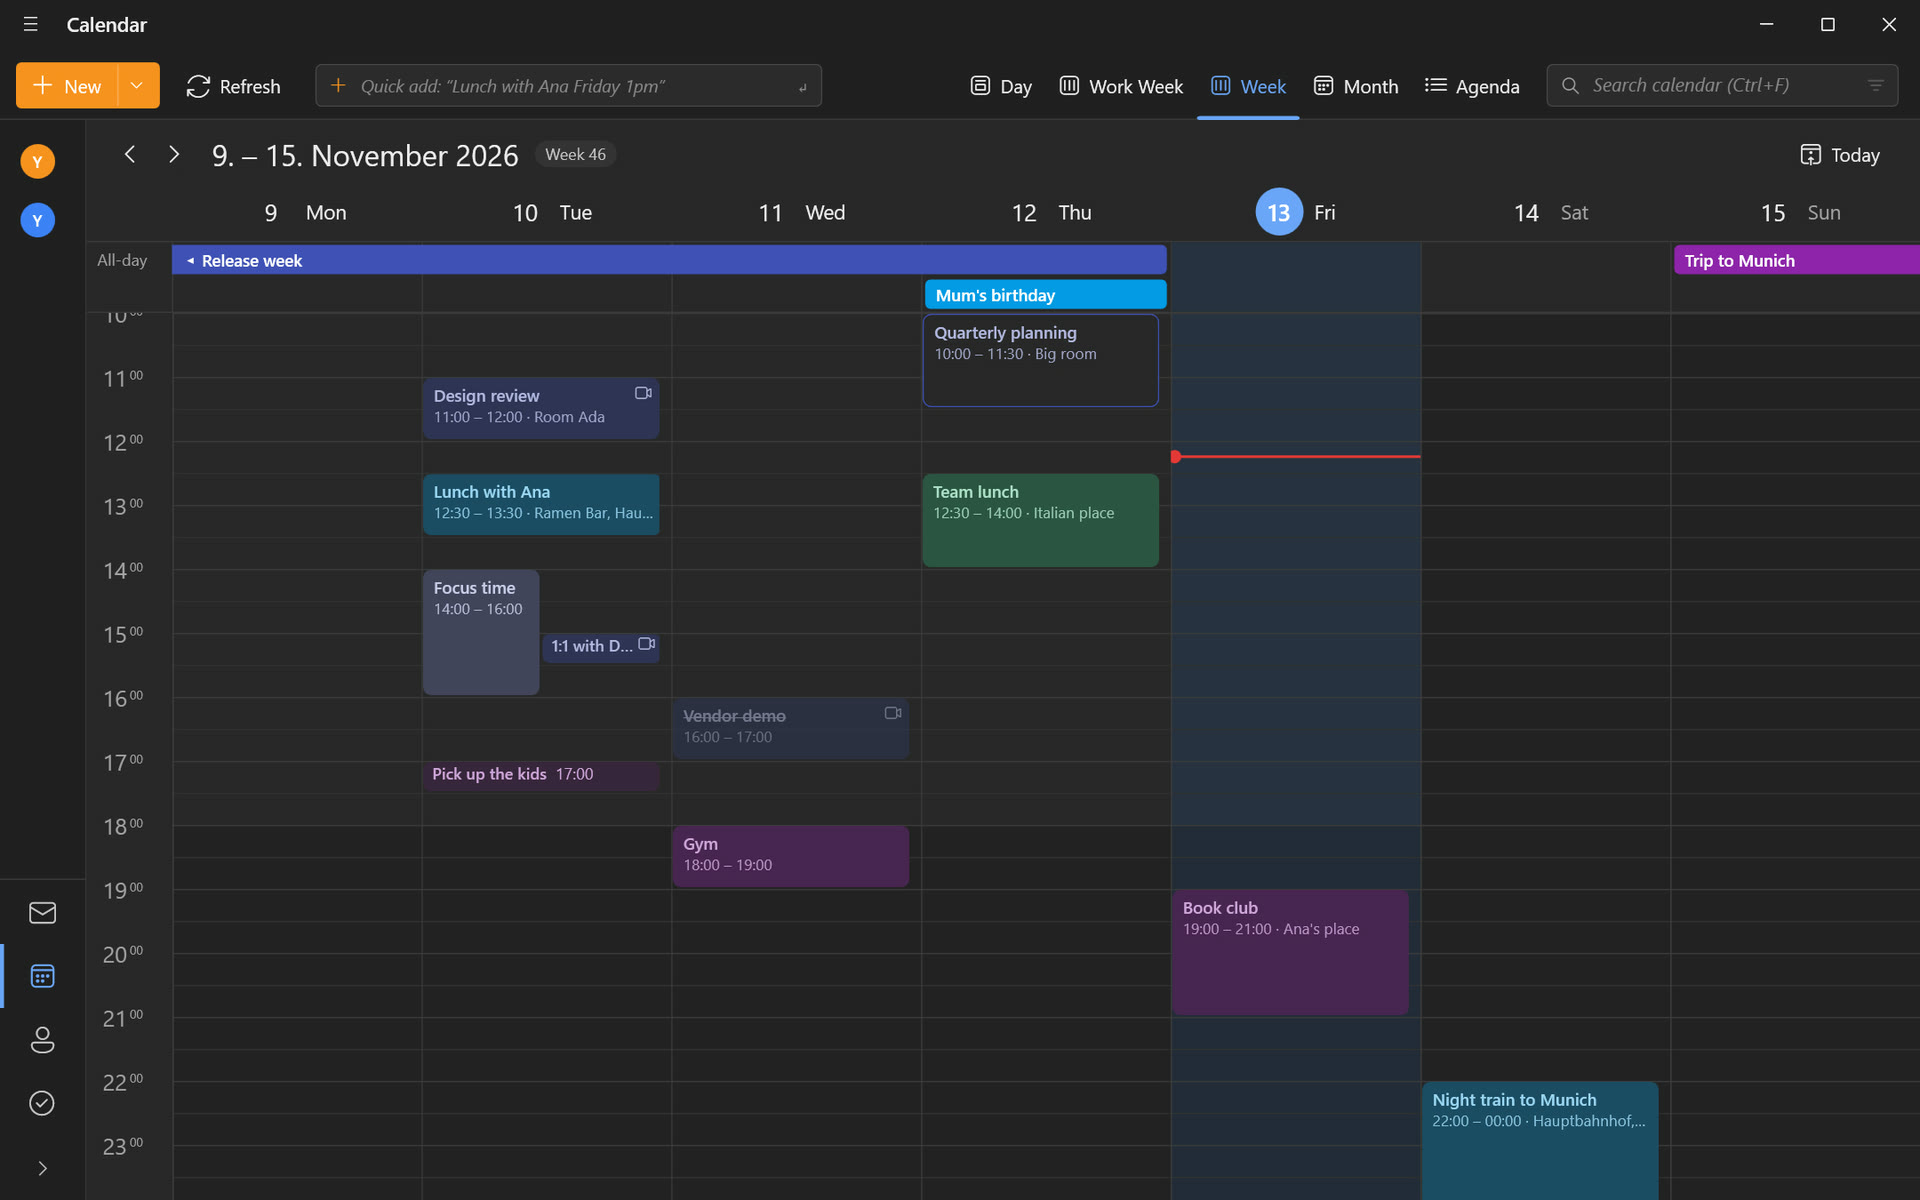 Calendar
New
Refresh
Quick add: “Lunch with Ana Friday 1pm”
Day
Work Week
Week
Month
Agenda
Search calendar (Ctrl+F)
Y
Y
9. – 15. November 2026
Week 46
Today
9 Mon
10 Tue
11 Wed
12 Thu
13 Fri
14 Sat
15 Sun
All-day
Release week
Trip to Munich
Mum's birthday
10 00
Quarterly planning
10:00 – 11:30 · Big room
11 00
Design review
11:00 – 12:00 · Room Ada
12 00
Lunch with Ana
12:30 – 13:30 · Ramen Bar, Hau...
Team lunch
12:30 – 14:00 · Italian place
13 00
14 00
Focus time
14:00 – 16:00
15 00
1:1 with D...
16 00
Vendor demo
16:00 – 17:00
17 00
Pick up the kids 17:00
18 00
Gym
18:00 – 19:00
19 00
Book club
19:00 – 21:00 · Ana's place
20 00
21 00
22 00
Night train to Munich
22:00 – 00:00 · Hauptbahnhof,...
23 00